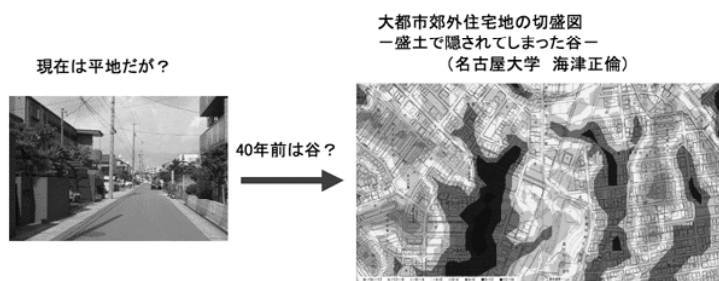 現在は平地だが？
40年前は谷？
大都市郊外住宅地の切盛図
－盛土で隠されてしまった谷－
（名古屋大学　海津正倫）